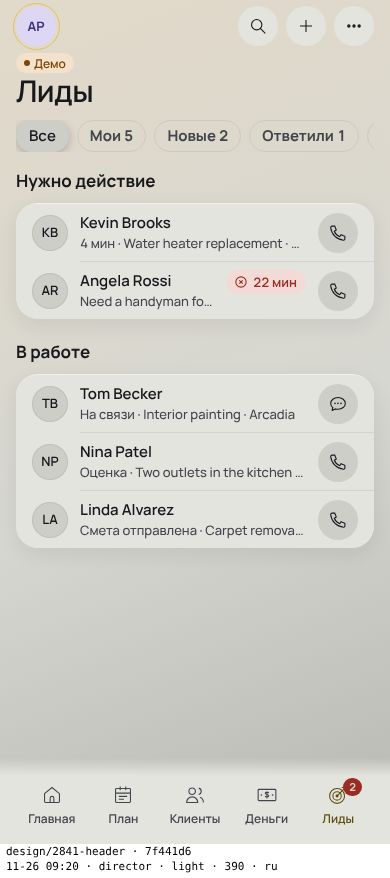 AP
Демо
Лиды
Все
Мои 5
Новые 2
Ответили 1
Нужно действие
KB
Kevin Brooks
4 мин · Water heater replacement · …
AR
Angela Rossi
22 мин
Need a handyman fo…
В работе
TB
Tom Becker
На связи · Interior painting · Arcadia
NP
Nina Patel
Оценка · Two outlets in the kitchen …
LA
Linda Alvarez
Смета отправлена · Carpet remova…
2
Главная
План
Клиенты
Деньги
Лиды
design/2841-header · 7f441d6
11-26 09:20 · director · light · 390 · ru